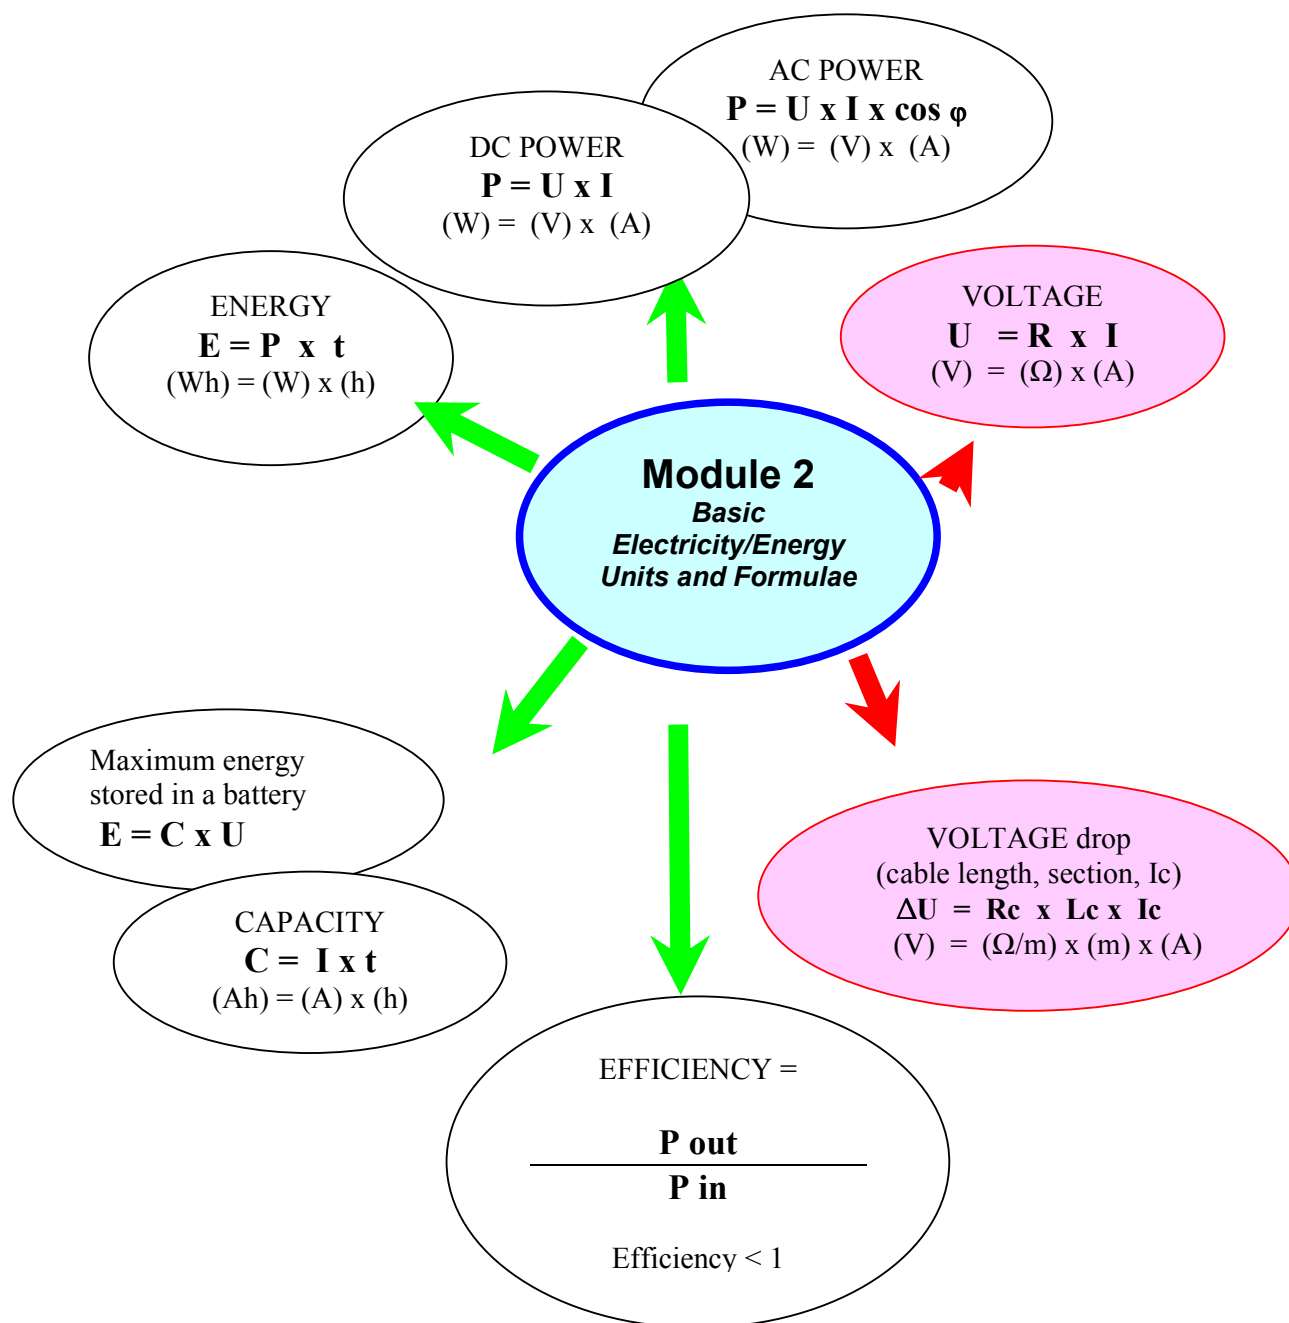 AC POWER
P = U x I x cos φ
(W) = (V) x (A)
DC POWER
P = U x I
(W) = (V) x (A)
ENERGY
E = P x t
(Wh) = (W) x (h)
VOLTAGE
U = R x I
(V) = (Ω) x (A)
Module 2
Basic
Electricity/Energy
Units and Formulae
Maximum energy
stored in a battery
E = C x U
CAPACITY
C = I x t
(Ah) = (A) x (h)
VOLTAGE drop
(cable length, section, Ic)
ΔU = Rc x Lc x Ic
(V) = (Ω/m) x (m) x (A)
EFFICIENCY =
P out
P in
Efficiency < 1